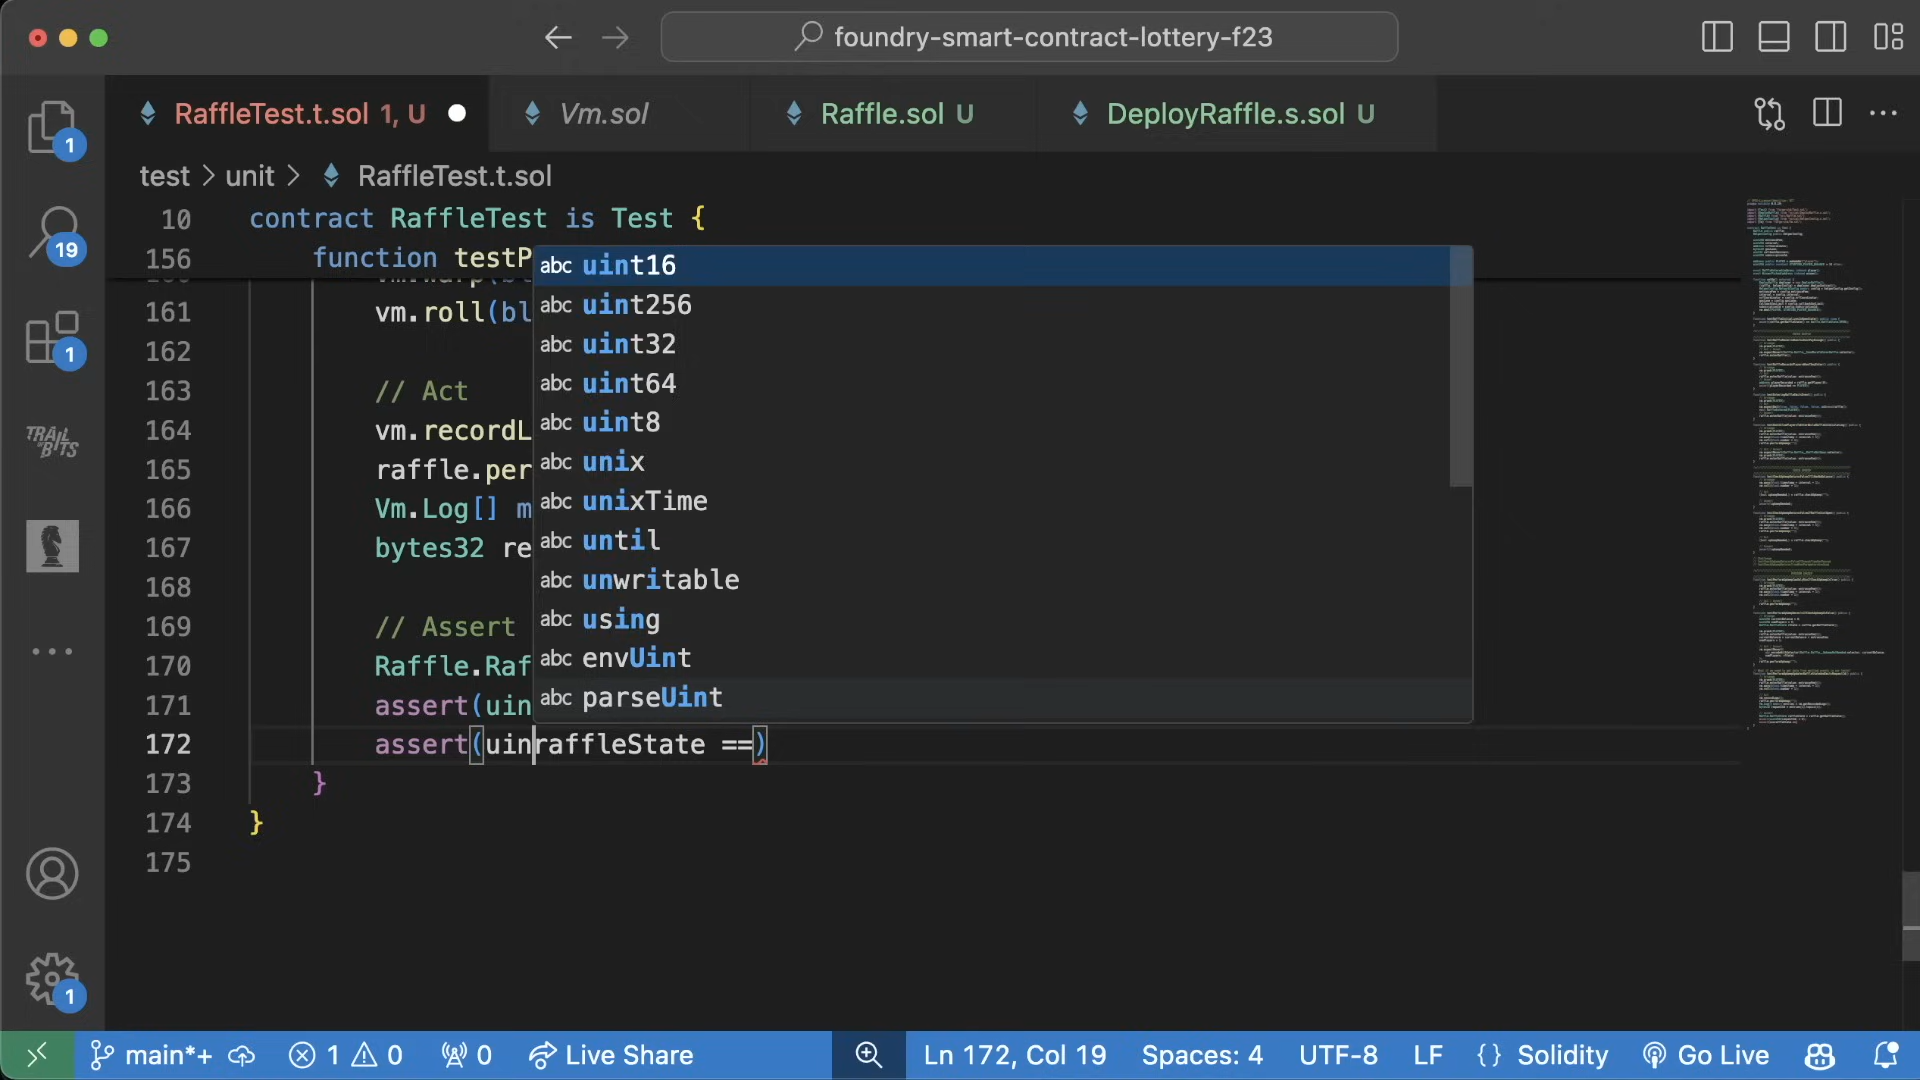 foundry-smart-contract-lottery-f23
RaffleTest.t.sol 1, U
Vm.sol
Raffle.sol U
DeployRaffle.s.sol U
test > unit > RaffleTest.t.sol
10 contract RaffleTest is Test {
156 function testP
161 vm.roll(bl
162
163 // Act
164 vm.recordL
165 raffle.per
166 Vm.Log[] m
167 bytes32 re
168
169 // Assert
170 Raffle.Raf
171 assert(uin
172 assert(uinraffleState ==)
173 }
174 }
175
abc uint16
abc uint256
abc uint32
abc uint64
abc uint8
abc unix
abc unixTime
abc until
abc unwritable
abc using
abc envUint
abc parseUint
1
19
1
TRAIL OF BITS
1
main*+
1 0
0
Live Share
Ln 172, Col 19
Spaces: 4
UTF-8
LF
{} Solidity
Go Live